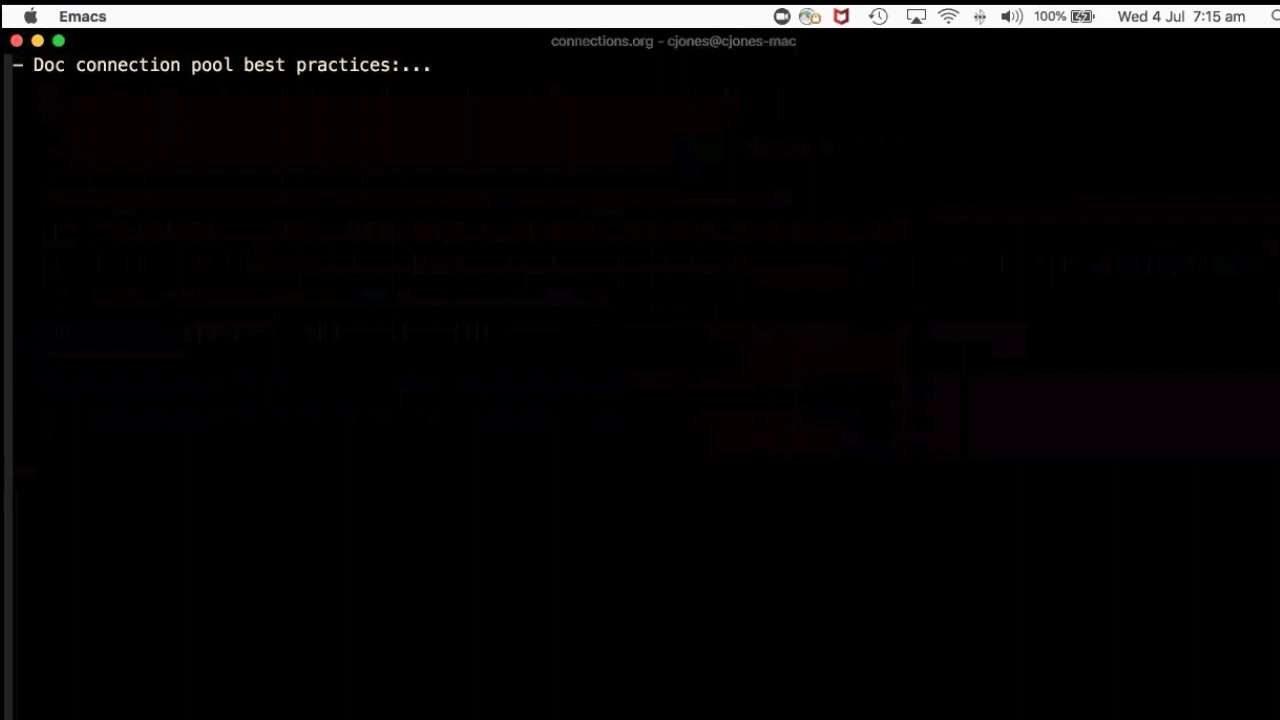 Emacs
100%
Wed 4 Jul 7:15 am
connections.org - cjones@cjones-mac
- Doc connection pool best practices:...